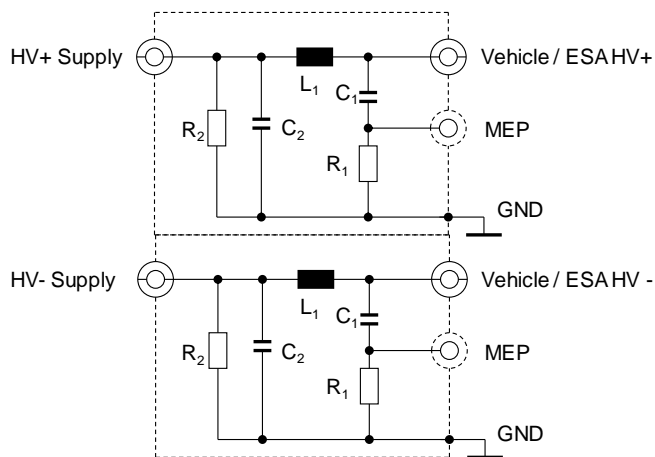 HV+ Supply
Vehicle / ESA HV+
L₁
C₁
MEP
R₂
C₂
R₁
GND
HV- Supply
Vehicle / ESA HV -
L₁
C₁
MEP
R₂
C₂
R₁
GND